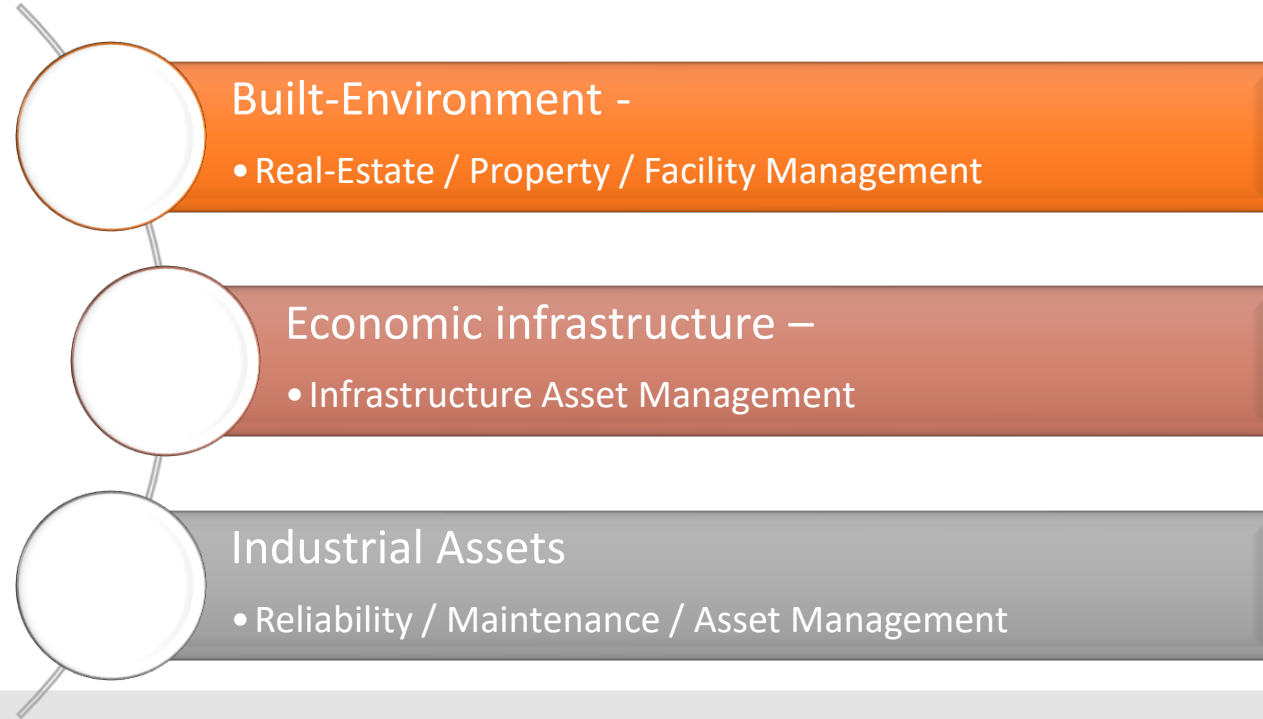 Built-Environment -
• Real-Estate / Property / Facility Management
Economic infrastructure –
• Infrastructure Asset Management
Industrial Assets
• Reliability / Maintenance / Asset Management